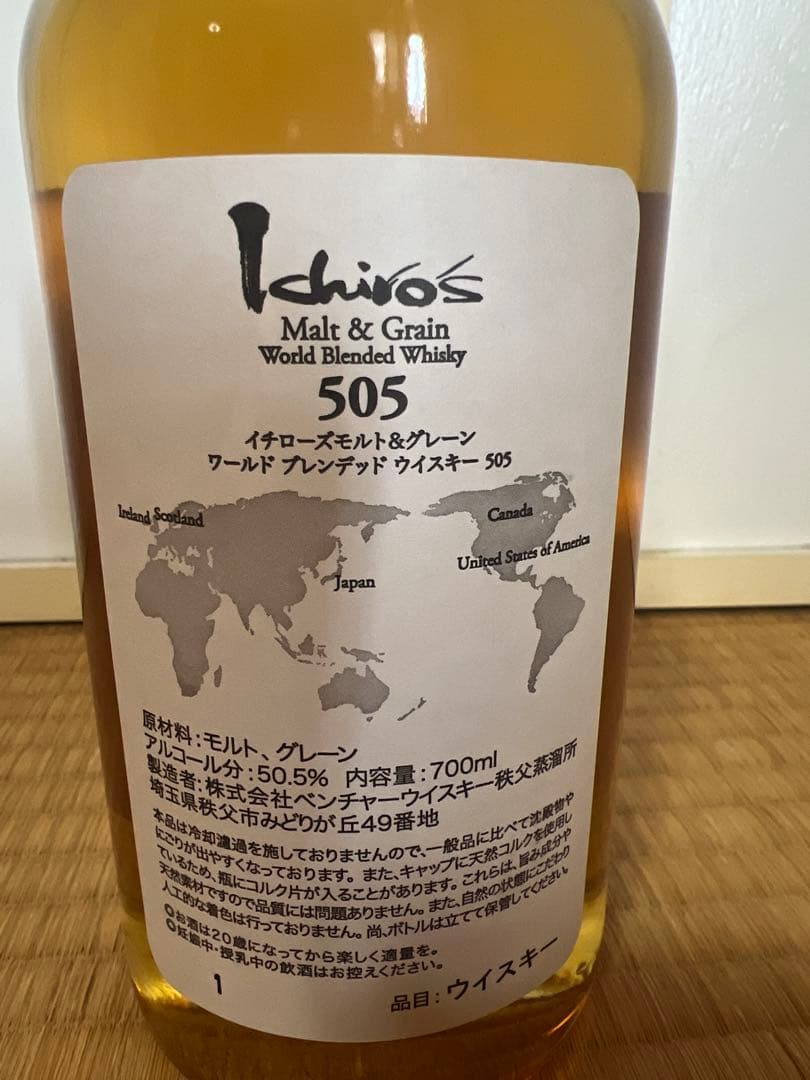 Ichiro's
Malt & Grain
World Blended Whisky
505
イチローズモルト&グレーン
ワールド ブレンデッド ウイスキー 505
Ireland Scotland
Canada
United States of America
Japan
原材料:モルト、グレーン
アルコール分:50.5% 内容量:700ml
製造者:株式会社ベンチャーウイスキー秩父蒸溜所
埼玉県秩父市みどりが丘49番地
本品は冷却濾過を施しておりませんので、一般品に比べて沈殿物や
にごりが出やすくなっております。また、キャップに天然コルクを使用し
ているため、瓶にコルク片が入ることがあります。これらは、旨み成分や
天然素材ですので品質には問題ありません。また、自然の状態にこだわり
人工的な着色は行っておりません。尚、ボトルは立てて保管してください。
●お酒は20歳になってから楽しく適量を。
●妊娠中・授乳中の飲酒はお控えください。
1
品目:ウイスキー